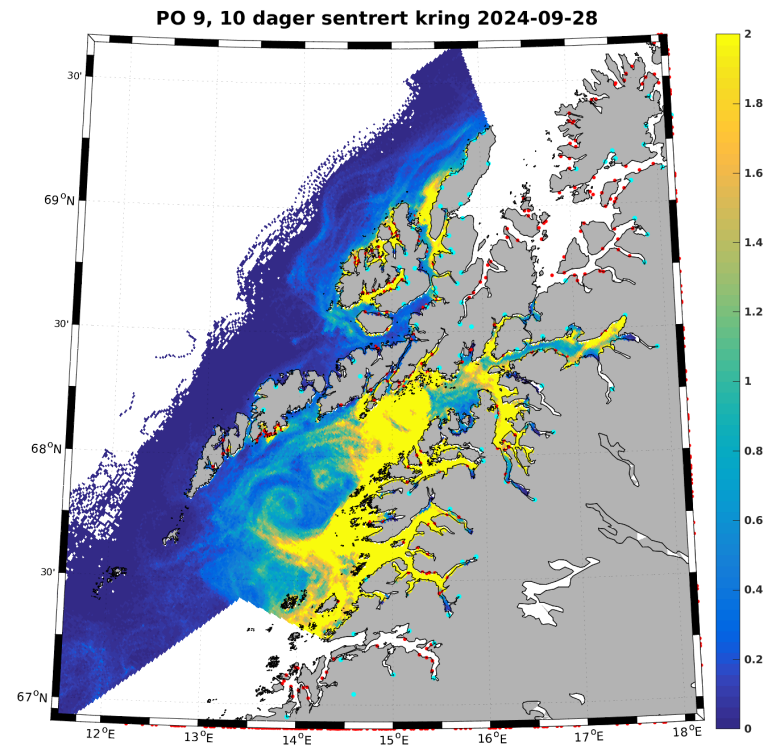 PO 9, 10 dager sentrert kring 2024-09-28
30'
69°N
30'
68°N
30'
67°N
12°E
13°E
14°E
15°E
16°E
17°E
18°E
2
1.8
1.6
1.4
1.2
1
0.8
0.6
0.4
0.2
0